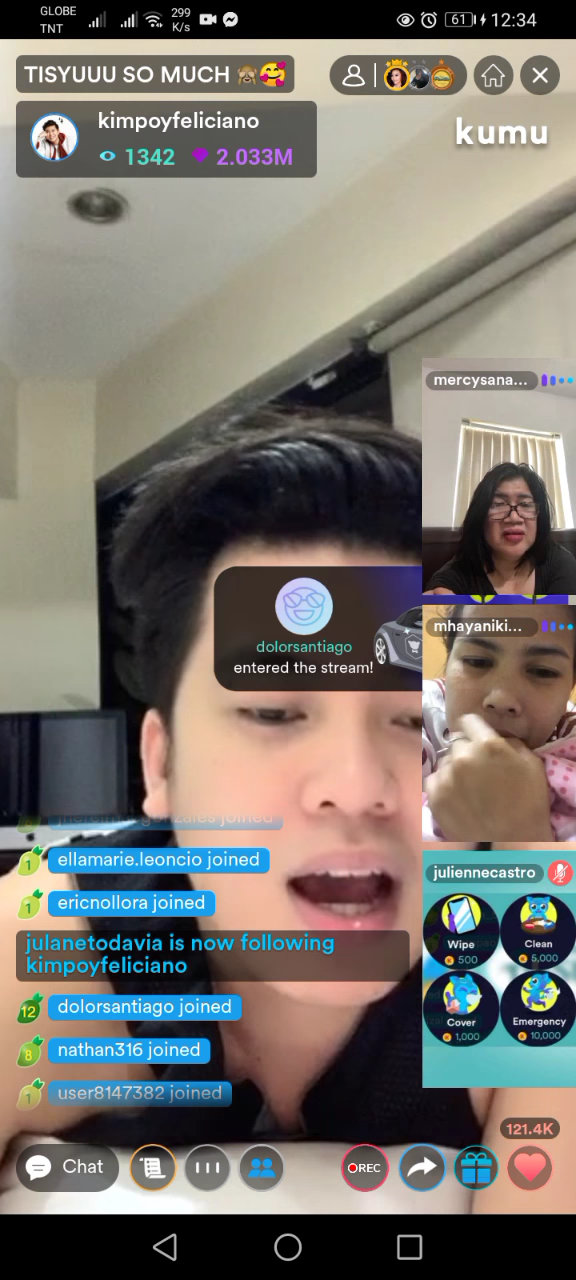 GLOBE
TNT
299
K/s
61
12:34
TISYUUU SO MUCH 🙈🥰
kimpoyfeliciano
1342
2.033M
kumu
mercysana...
dolorsantiago
entered the stream!
mhayaniki...
joined
1
ellamarie.leoncio joined
1
ericnollora joined
julanetodavia is now following
kimpoyfeliciano
12
dolorsantiago joined
8
nathan316 joined
1
user8147382 joined
juliennecastro
Wipe
500
Clean
5,000
Cover
1,000
Emergency
10,000
121.4K
Chat
REC